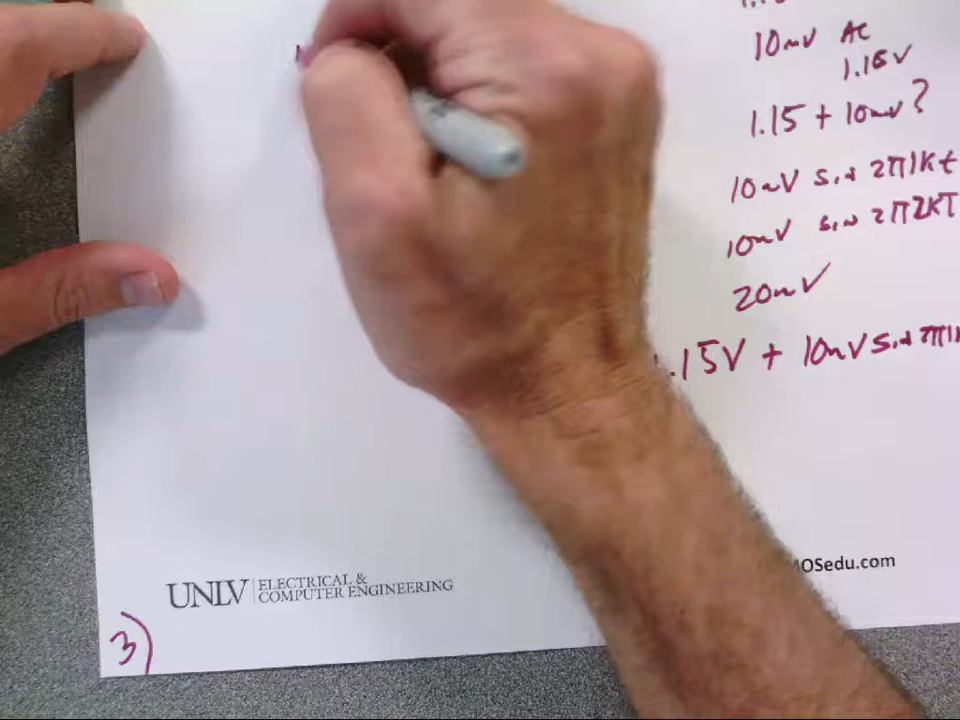 10mV AC
1.15V
1.15 + 10mV?
10mV sin 2π1Kt
10mV sin 2π2KT
20mV
.15V + 10mV sin 2π1
UNLV ELECTRICAL &
COMPUTER ENGINEERING
MOSedu.com
3)